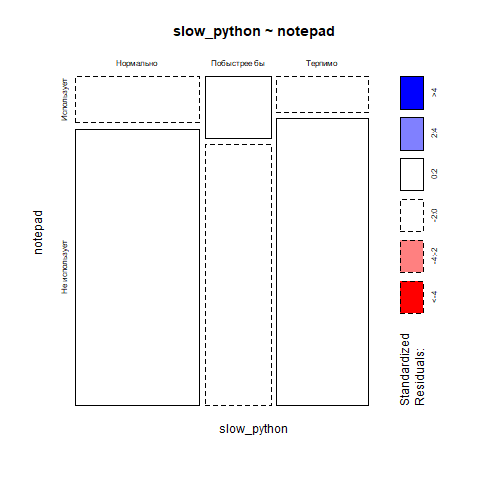 slow_python ~ notepad
Нормально Побыстрее бы Терпимо
Использует
Не использует
notepad
slow_python
>4
2:4
0:2
-2:0
-4:-2
<-4
Standardized
Residuals: